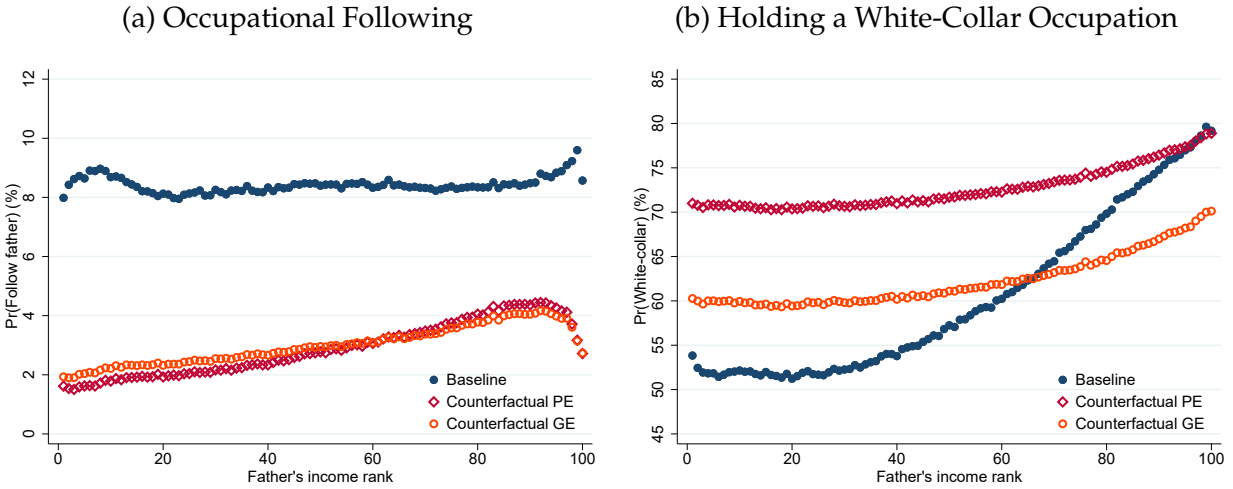 (a) Occupational Following
Pr(Follow father) (%)
12
10
8
6
4
2
0
Baseline
Counterfactual PE
Counterfactual GE
0 20 40 60 80 100
Father's income rank
(b) Holding a White-Collar Occupation
Pr(White-collar) (%)
85
80
75
70
65
60
55
50
45
Baseline
Counterfactual PE
Counterfactual GE
0 20 40 60 80 100
Father's income rank